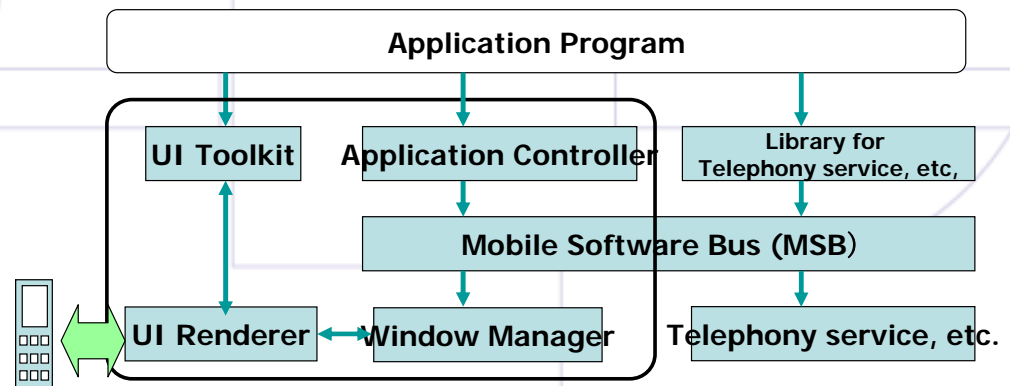 Application Program
UI Toolkit
Application Controller
Library for
Telephony service, etc,
Mobile Software Bus (MSB）
UI Renderer
Window Manager
Telephony service, etc.